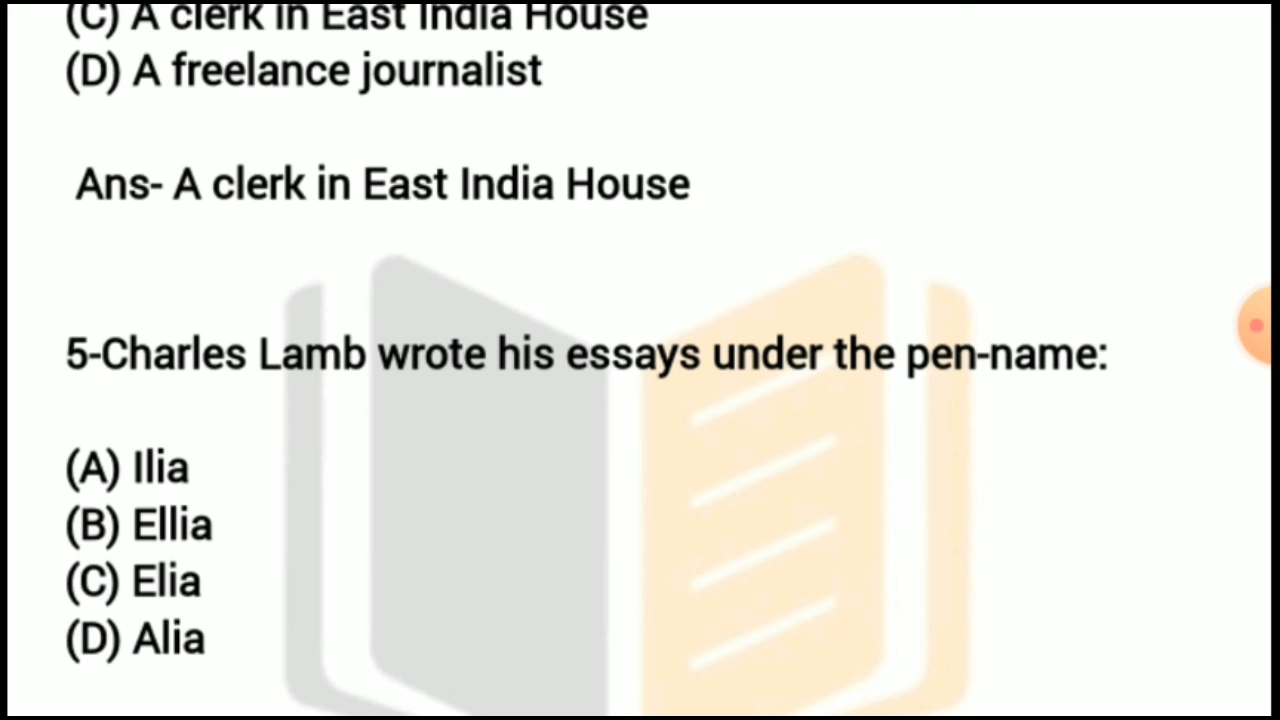 (C) A clerk in East India House
(D) A freelance journalist
Ans- A clerk in East India House
5-Charles Lamb wrote his essays under the pen-name:
(A) Ilia
(B) Ellia
(C) Elia
(D) Alia